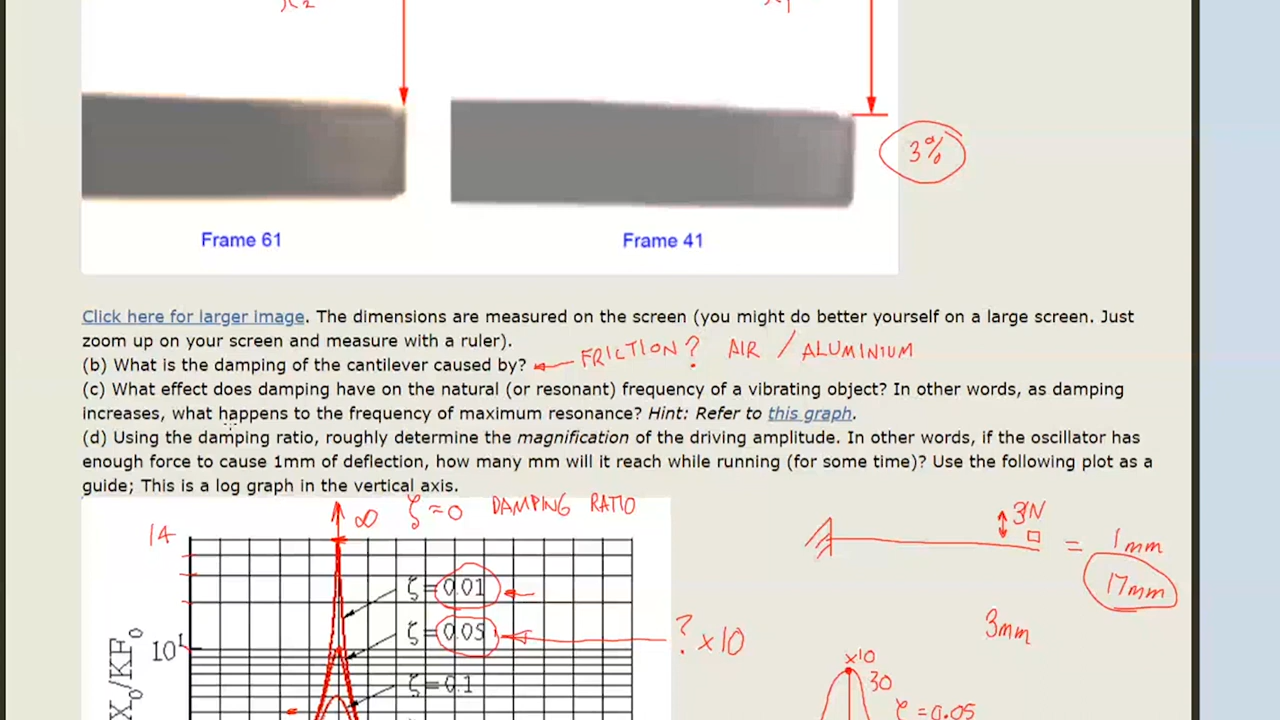 x2 x1
3%
Frame 61 Frame 41
Click here for larger image. The dimensions are measured on the screen (you might do better yourself on a large screen. Just
zoom up on your screen and measure with a ruler).
FRICTION? AIR / ALUMINIUM
(b) What is the damping of the cantilever caused by?
(c) What effect does damping have on the natural (or resonant) frequency of a vibrating object? In other words, as damping
increases, what happens to the frequency of maximum resonance? Hint: Refer to this graph.
(d) Using the damping ratio, roughly determine the magnification of the driving amplitude. In other words, if the oscillator has
enough force to cause 1mm of deflection, how many mm will it reach while running (for some time)? Use the following plot as a
guide; This is a log graph in the vertical axis.
∞ ζ≈0 DAMPING RATIO
14
3N
= 1mm
17mm
ζ=0.01
ζ=0.05
? x10
3mm
10¹
X₀/KF₀
ζ=0.1
x10
30
ζ=0.05